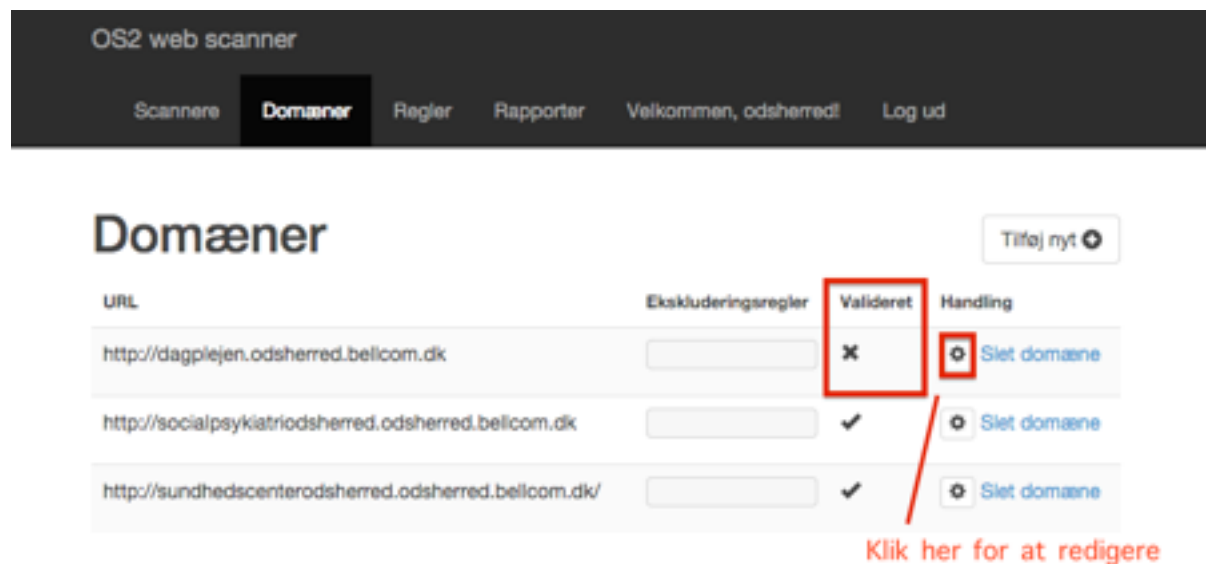 OS2 web scanner
Scannere Domæner Regler Rapporter Velkommen, odsherred! Log ud
Domæner
Tilføj nyt
URL Ekskluderingsregler Valideret Handling
http://dagplejen.odsherred.bellcom.dk Slet domæne
http://socialpsykiatriodsherred.odsherred.bellcom.dk Slet domæne
http://sundhedscenterodsherred.odsherred.bellcom.dk/ Slet domæne
Klik her for at redigere